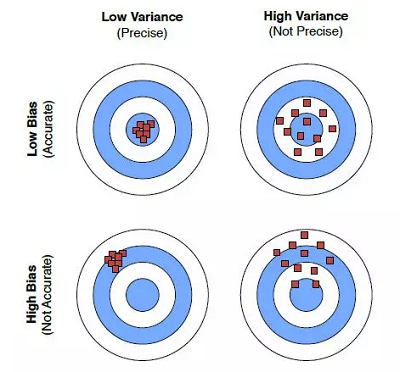 Low Variance
(Precise)
High Variance
(Not Precise)
Low Bias
(Accurate)
High Bias
(Not Accurate)